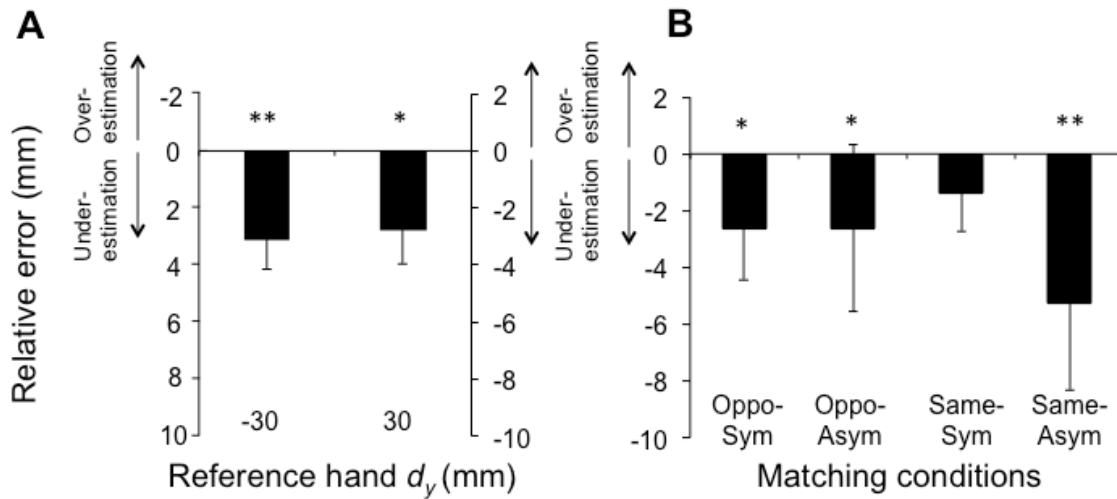 A
B
Relative error (mm)
Over-
estimation
Under-
estimation
-2
0
2
4
6
8
10
**
*
-30
30
2
0
-2
-4
-6
-8
-10
Reference hand dy (mm)
Over-
estimation
Under-
estimation
2
0
-2
-4
-6
-8
-10
*
*
**
Oppo-
Sym
Oppo-
Asym
Same-
Sym
Same-
Asym
Matching conditions